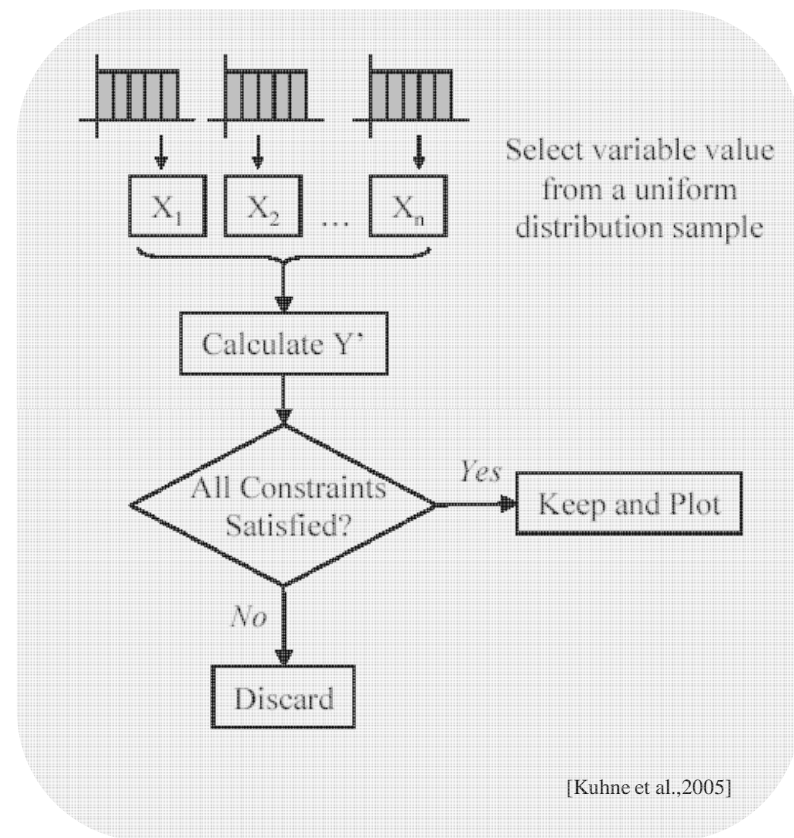 Select variable value
from a uniform
distribution sample
X₁ X₂ ... Xₙ
Calculate Y’
All Constraints
Satisfied?
Yes
Keep and Plot
No
Discard
[Kuhne et al.,2005]